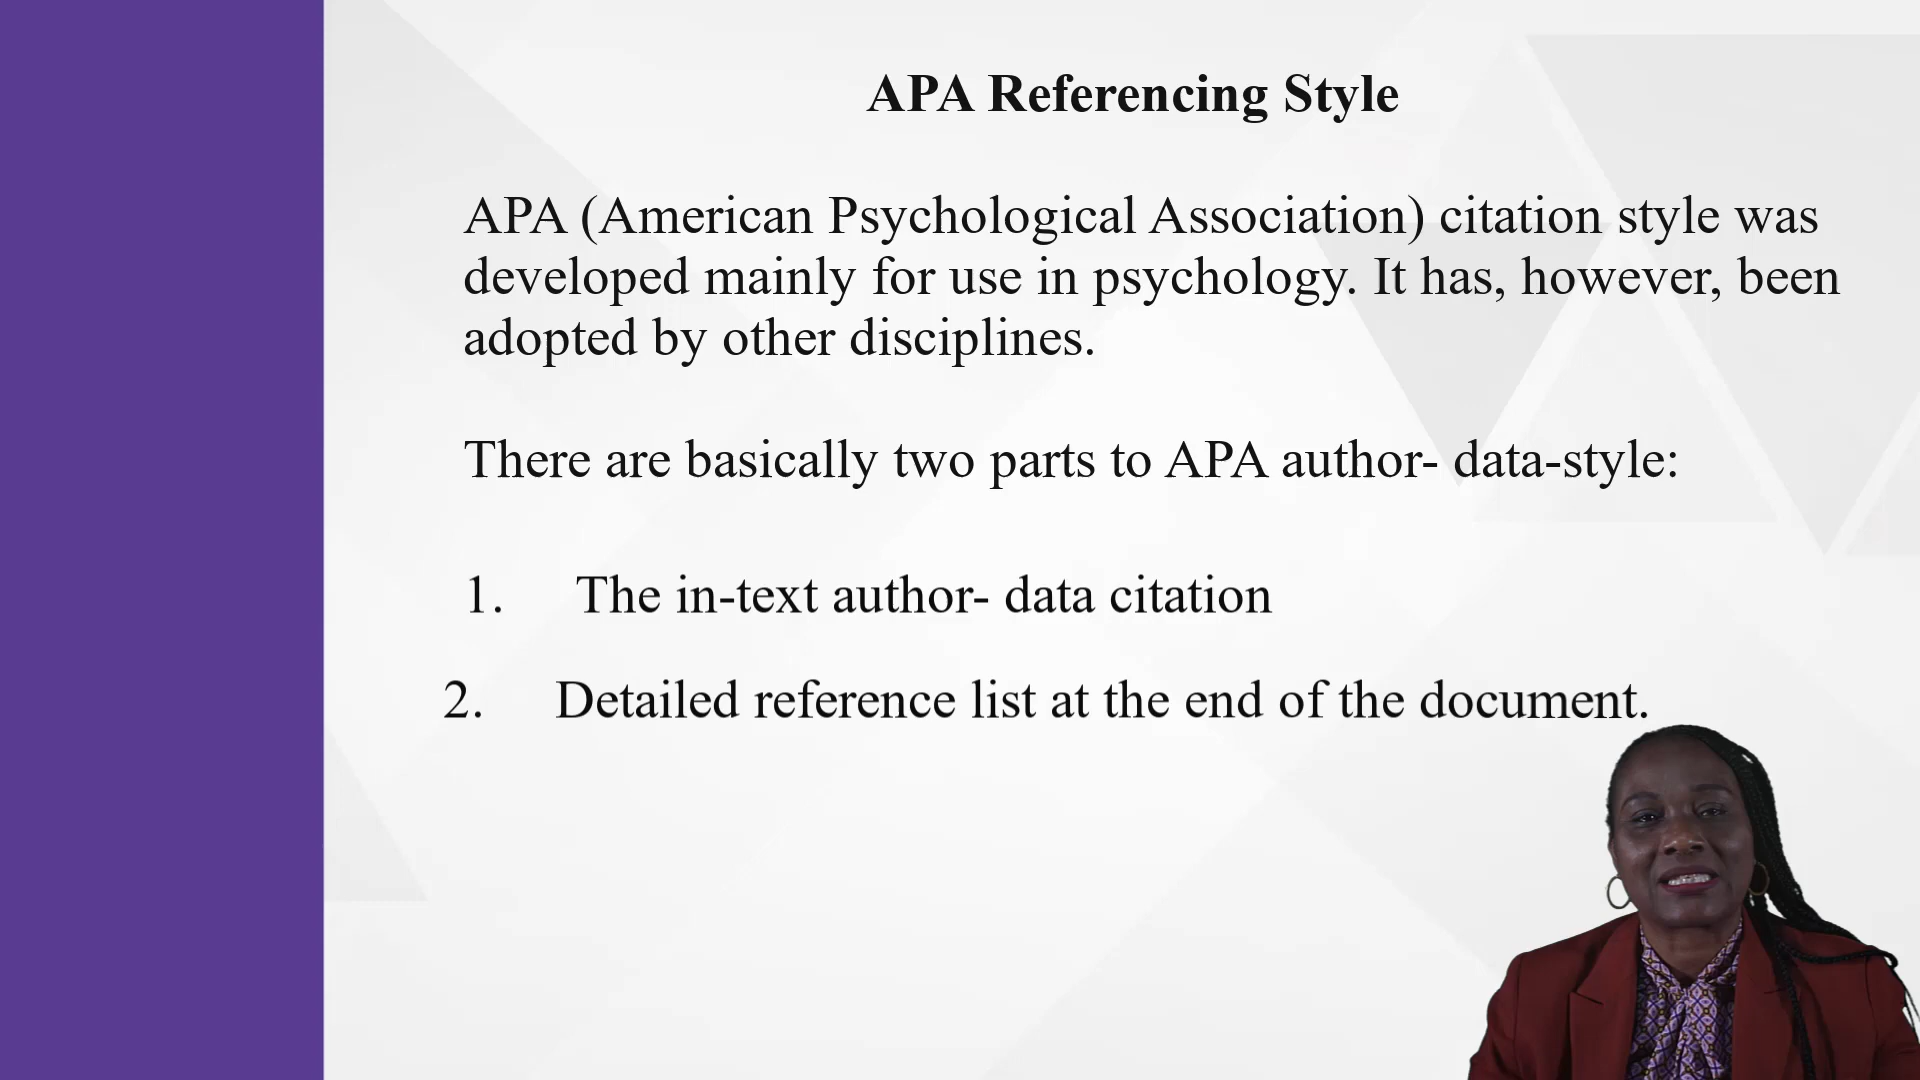 APA Referencing Style
APA (American Psychological Association) citation style was
developed mainly for use in psychology. It has, however, been
adopted by other disciplines.
There are basically two parts to APA author- data-style:
1. The in-text author- data citation
2. Detailed reference list at the end of the document.